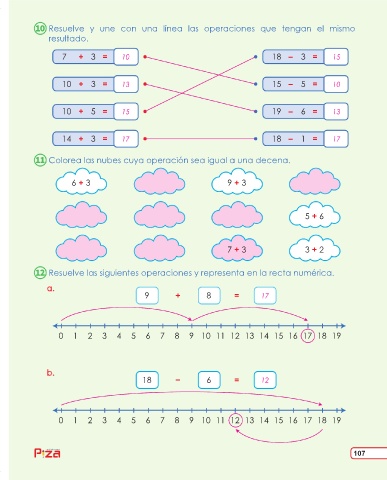 10 Resuelve y une con una línea las operaciones que tengan el mismo
resultado.
7 + 3 = 10 18 - 3 = 15
10 + 3 = 13 15 - 5 = 10
10 + 5 = 15 19 - 6 = 13
14 + 3 = 17 18 - 1 = 17
11 Colorea las nubes cuya operación sea igual a una decena.
6 + 3 9 + 3
5 + 6
7 + 3 3 + 2
12 Resuelve las siguientes operaciones y representa en la recta numérica.
a.
9 + 8 = 17
0 1 2 3 4 5 6 7 8 9 10 11 12 13 14 15 16 17 18 19
b.
18 - 6 = 12
0 1 2 3 4 5 6 7 8 9 10 11 12 13 14 15 16 17 18 19
P:za
107